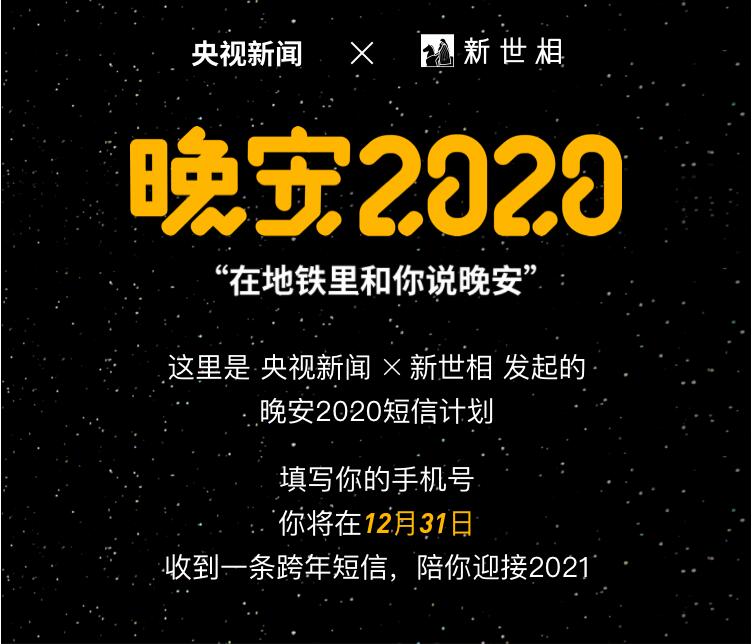 央视新闻 × 新世相
晚安2020
“在地铁里和你说晚安”
这里是 央视新闻 × 新世相 发起的
晚安2020短信计划
填写你的手机号
你将在12月31日
收到一条跨年短信，陪你迎接2021